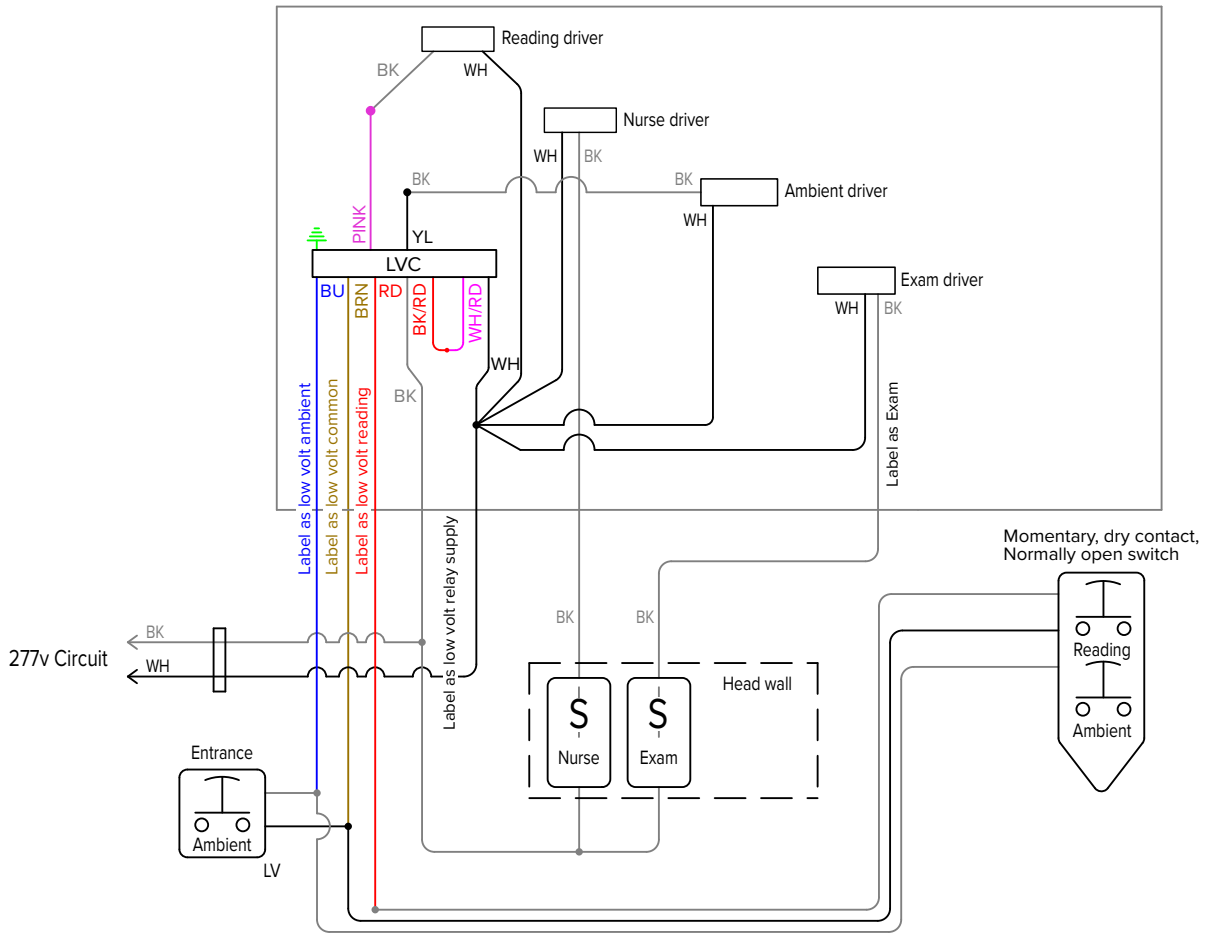 Reading driver
BK
WH
Nurse driver
WH
BK
BK
BK
Ambient driver
WH
PINK
YL
LVC
Exam driver
WH
BK
BU
BRN
RD
BK/RD
WH/RD
WH
BK
Label as low volt ambient
Label as low volt common
Label as low volt reading
Label as Exam
Label as low volt relay supply
Momentary, dry contact,
Normally open switch
BK
BK
BK
277v Circuit
WH
Reading
Ambient
Head wall
S
S
Nurse
Exam
Entrance
Ambient
LV